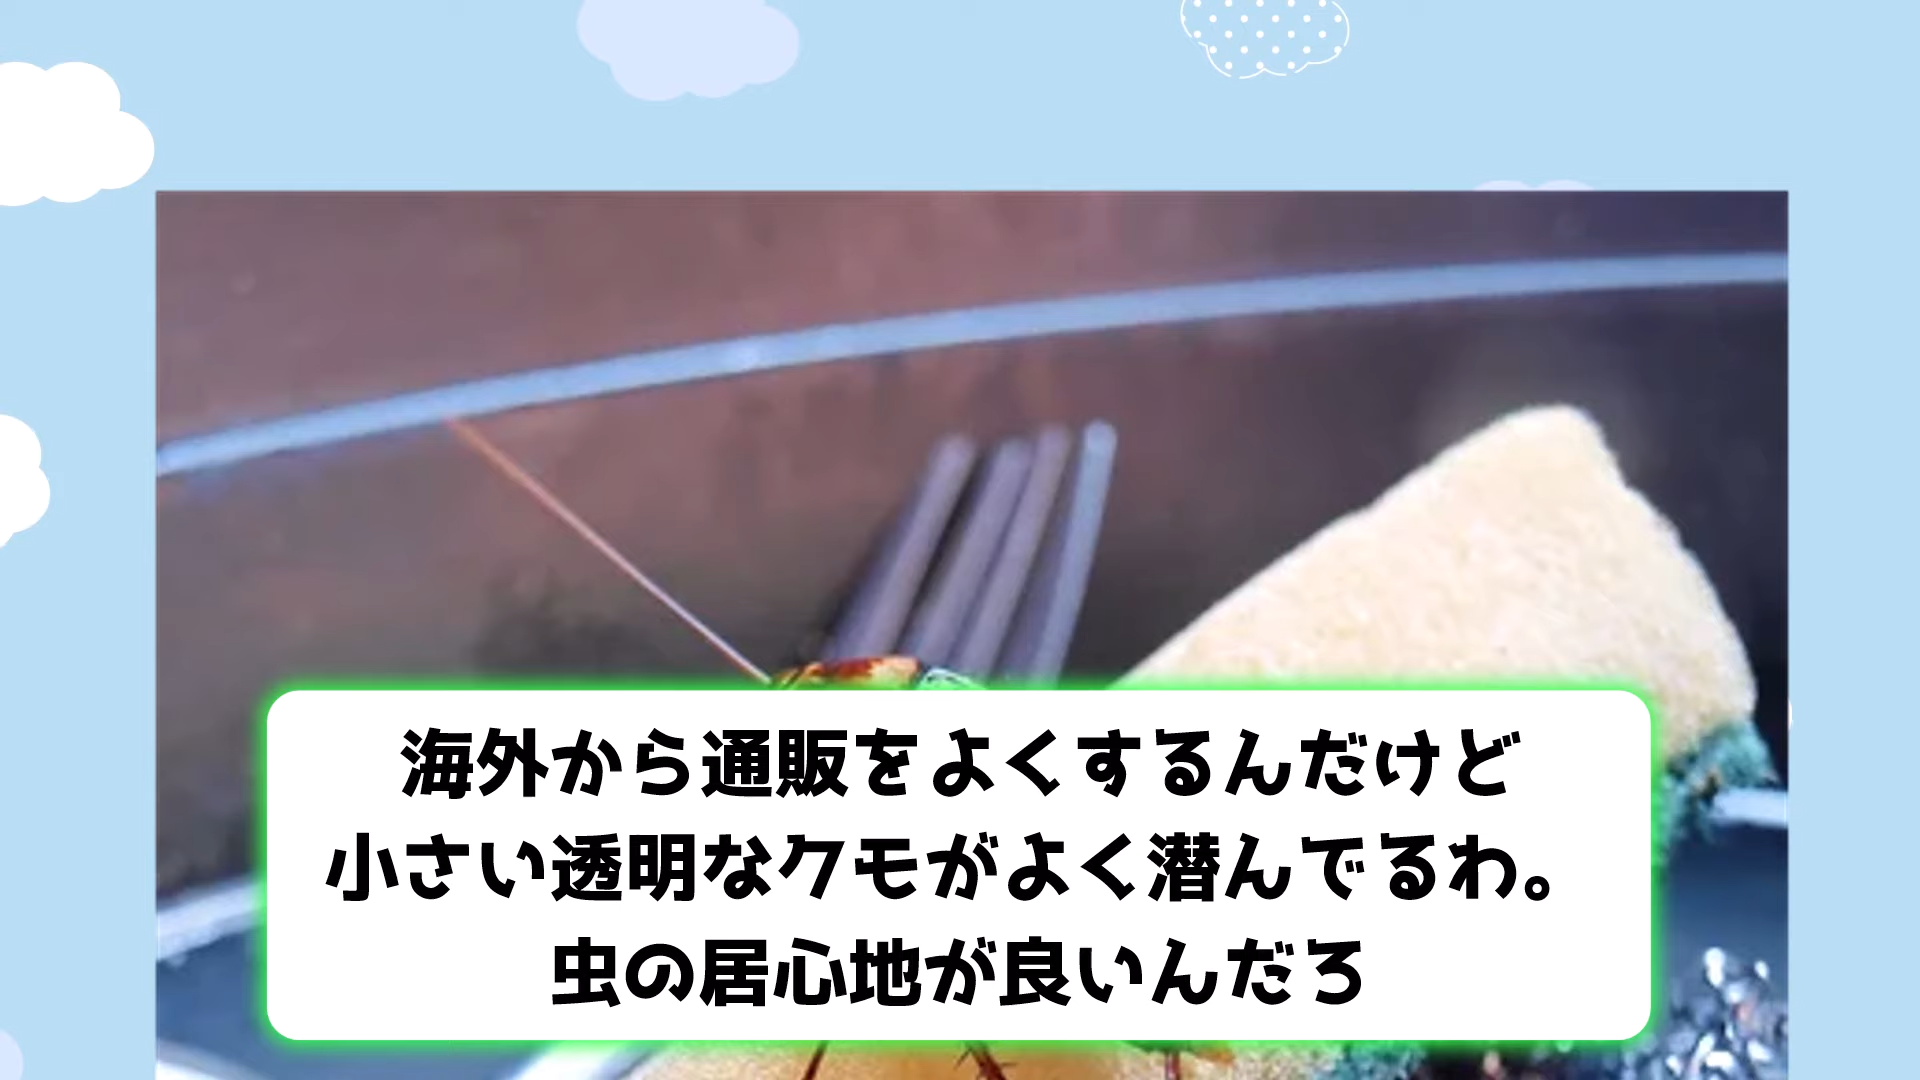 海外から通販をよくするんだけど
小さい透明なクモがよく潜んでるわ。
虫の居心地が良いんだろ